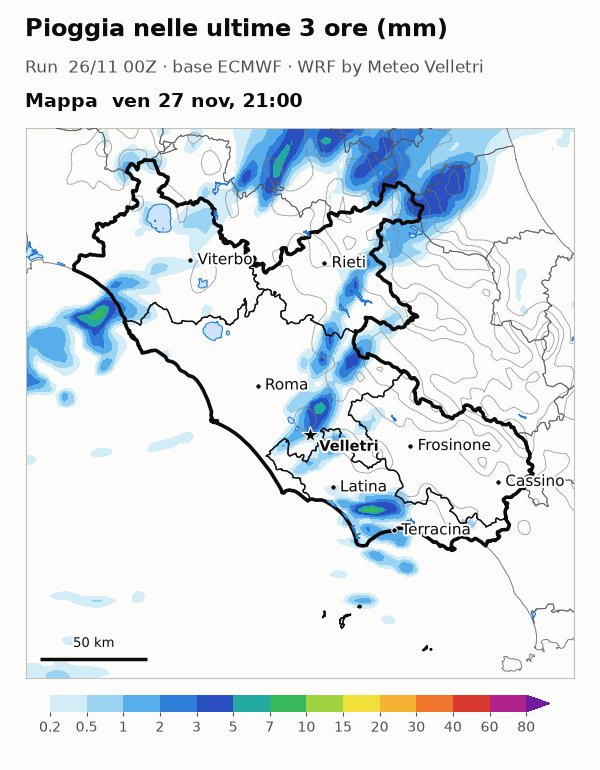 Pioggia nelle ultime 3 ore (mm)
Run  26/11 00Z · base ECMWF · WRF by Meteo Velletri
Mappa  ven 27 nov, 21:00
Viterbo
Rieti
Roma
Velletri
Frosinone
Latina
Cassino
Terracina
50 km
0.2 0.5 1 2 3 5 7 10 15 20 30 40 60 80